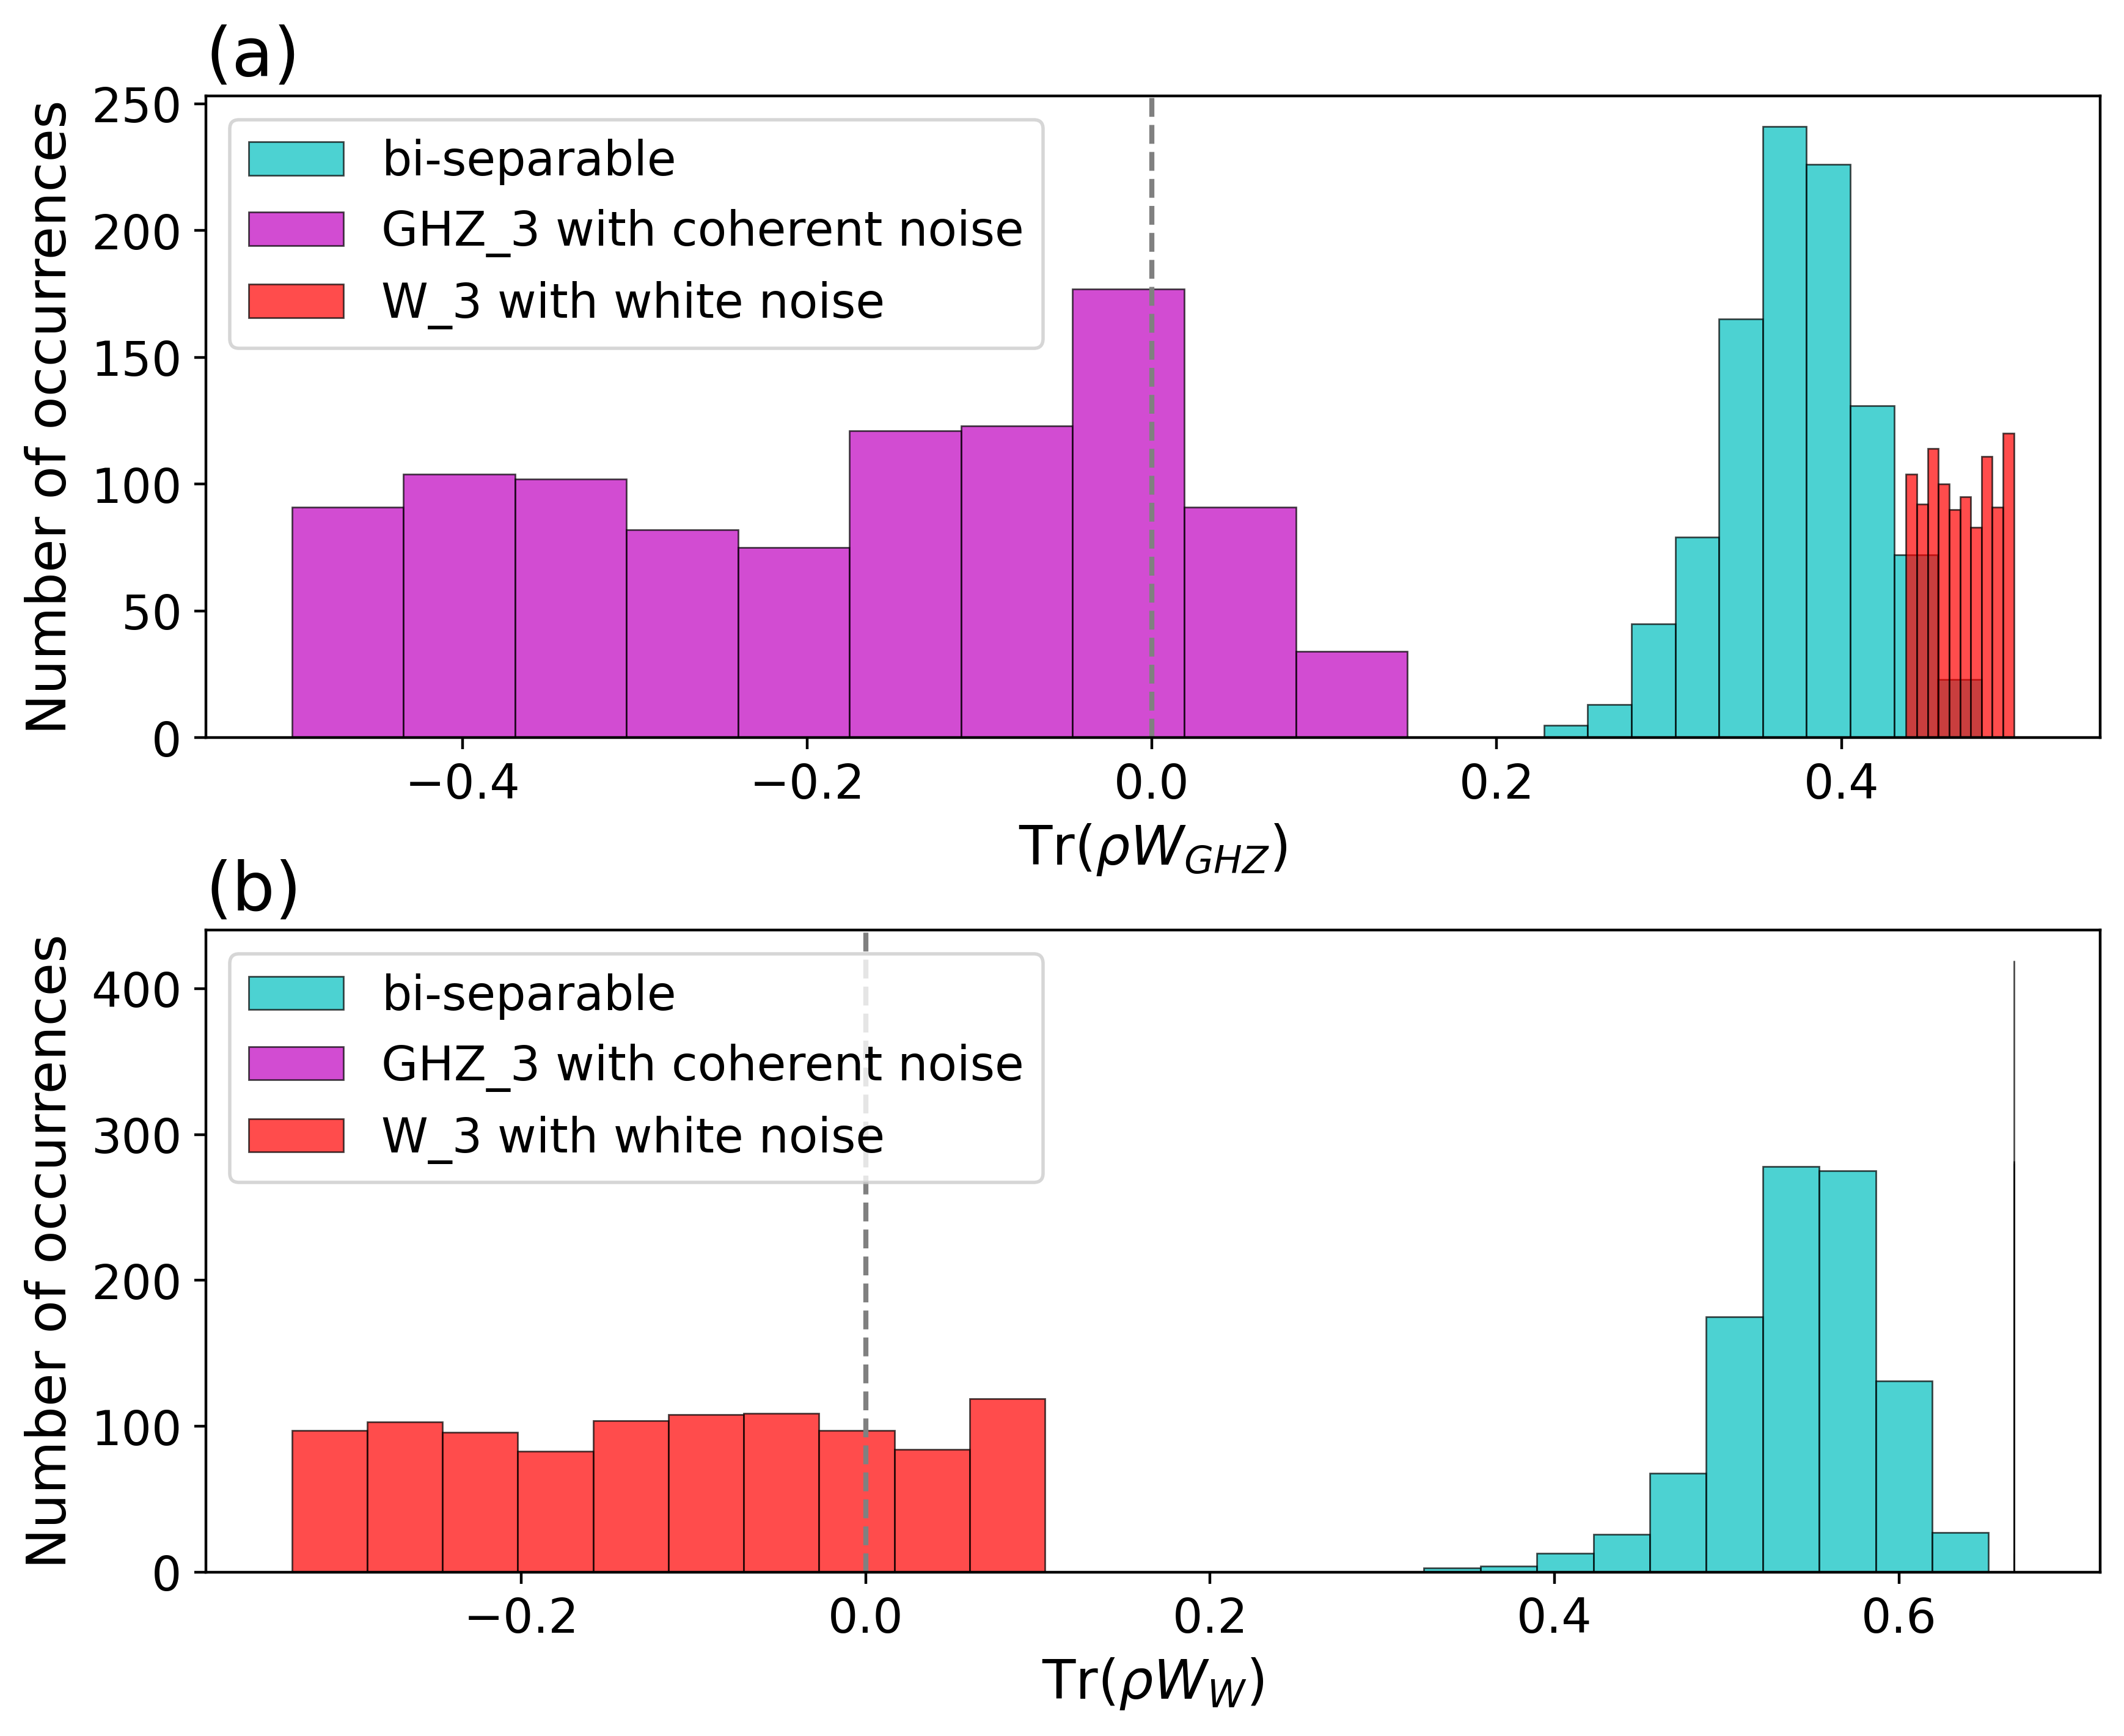 (a)
Number of occurrences
250
200
150
100
50
0
bi-separable
GHZ_3 with coherent noise
W_3 with white noise
−0.4
−0.2
0.0
0.2
0.4
Tr(ρW_{GHZ})
(b)
Number of occurrences
400
300
200
100
0
bi-separable
GHZ_3 with coherent noise
W_3 with white noise
−0.2
0.0
0.2
0.4
0.6
Tr(ρW_W)